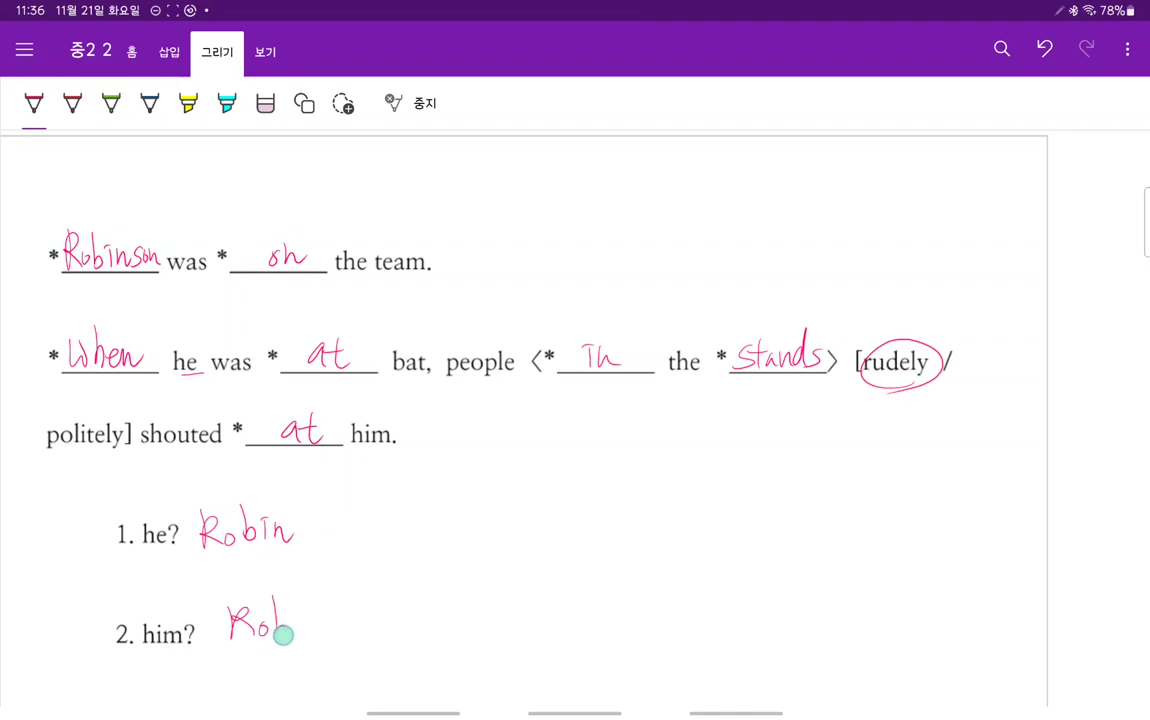 11:36 11월 21일 화요일 78%
중2 2 홈 삽입 그리기 보기
중지
*Robinson was * on the team.
*When he was * at bat, people <* in the *stands> [rudely /
politely] shouted * at him.
1. he? Robin
2. him? Rob